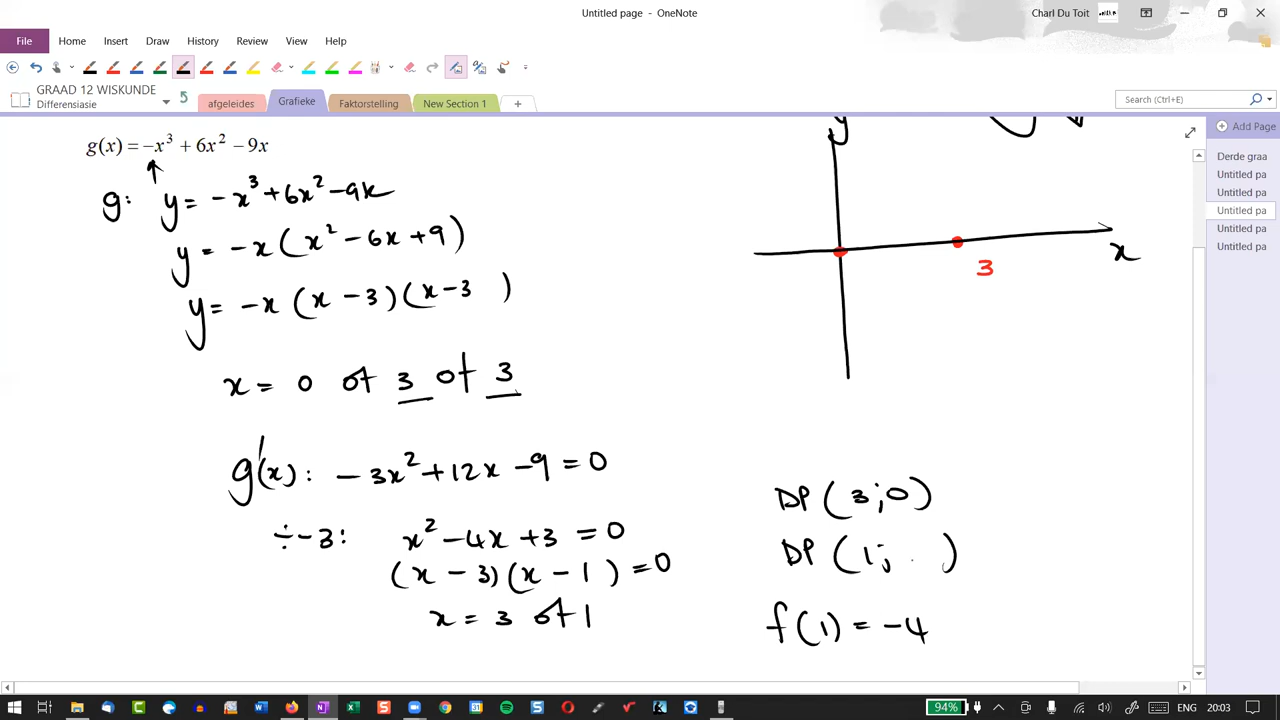 Untitled page - OneNote
Charl Du Toit
File Home Insert Draw History Review View Help
GRAAD 12 WISKUNDE
Differensiasie
afgeleides Grafieke Faktorstelling New Section 1 +
Search (Ctrl+E)
Add Page
Derde graa
Untitled pa
Untitled pa
Untitled pa
Untitled pa
Untitled pa
g(x) = -x³ + 6x² - 9x
g: y = -x³ + 6x² - 9x
y = -x(x² - 6x + 9)
y = -x(x - 3)(x - 3)
x = 0 of 3 of 3
g'(x): -3x² + 12x - 9 = 0
÷-3: x² - 4x + 3 = 0
(x - 3)(x - 1) = 0
x = 3 of 1
y
x
3
DP (3;0)
DP (1; )
f(1) = -4
94%
ENG 20:03